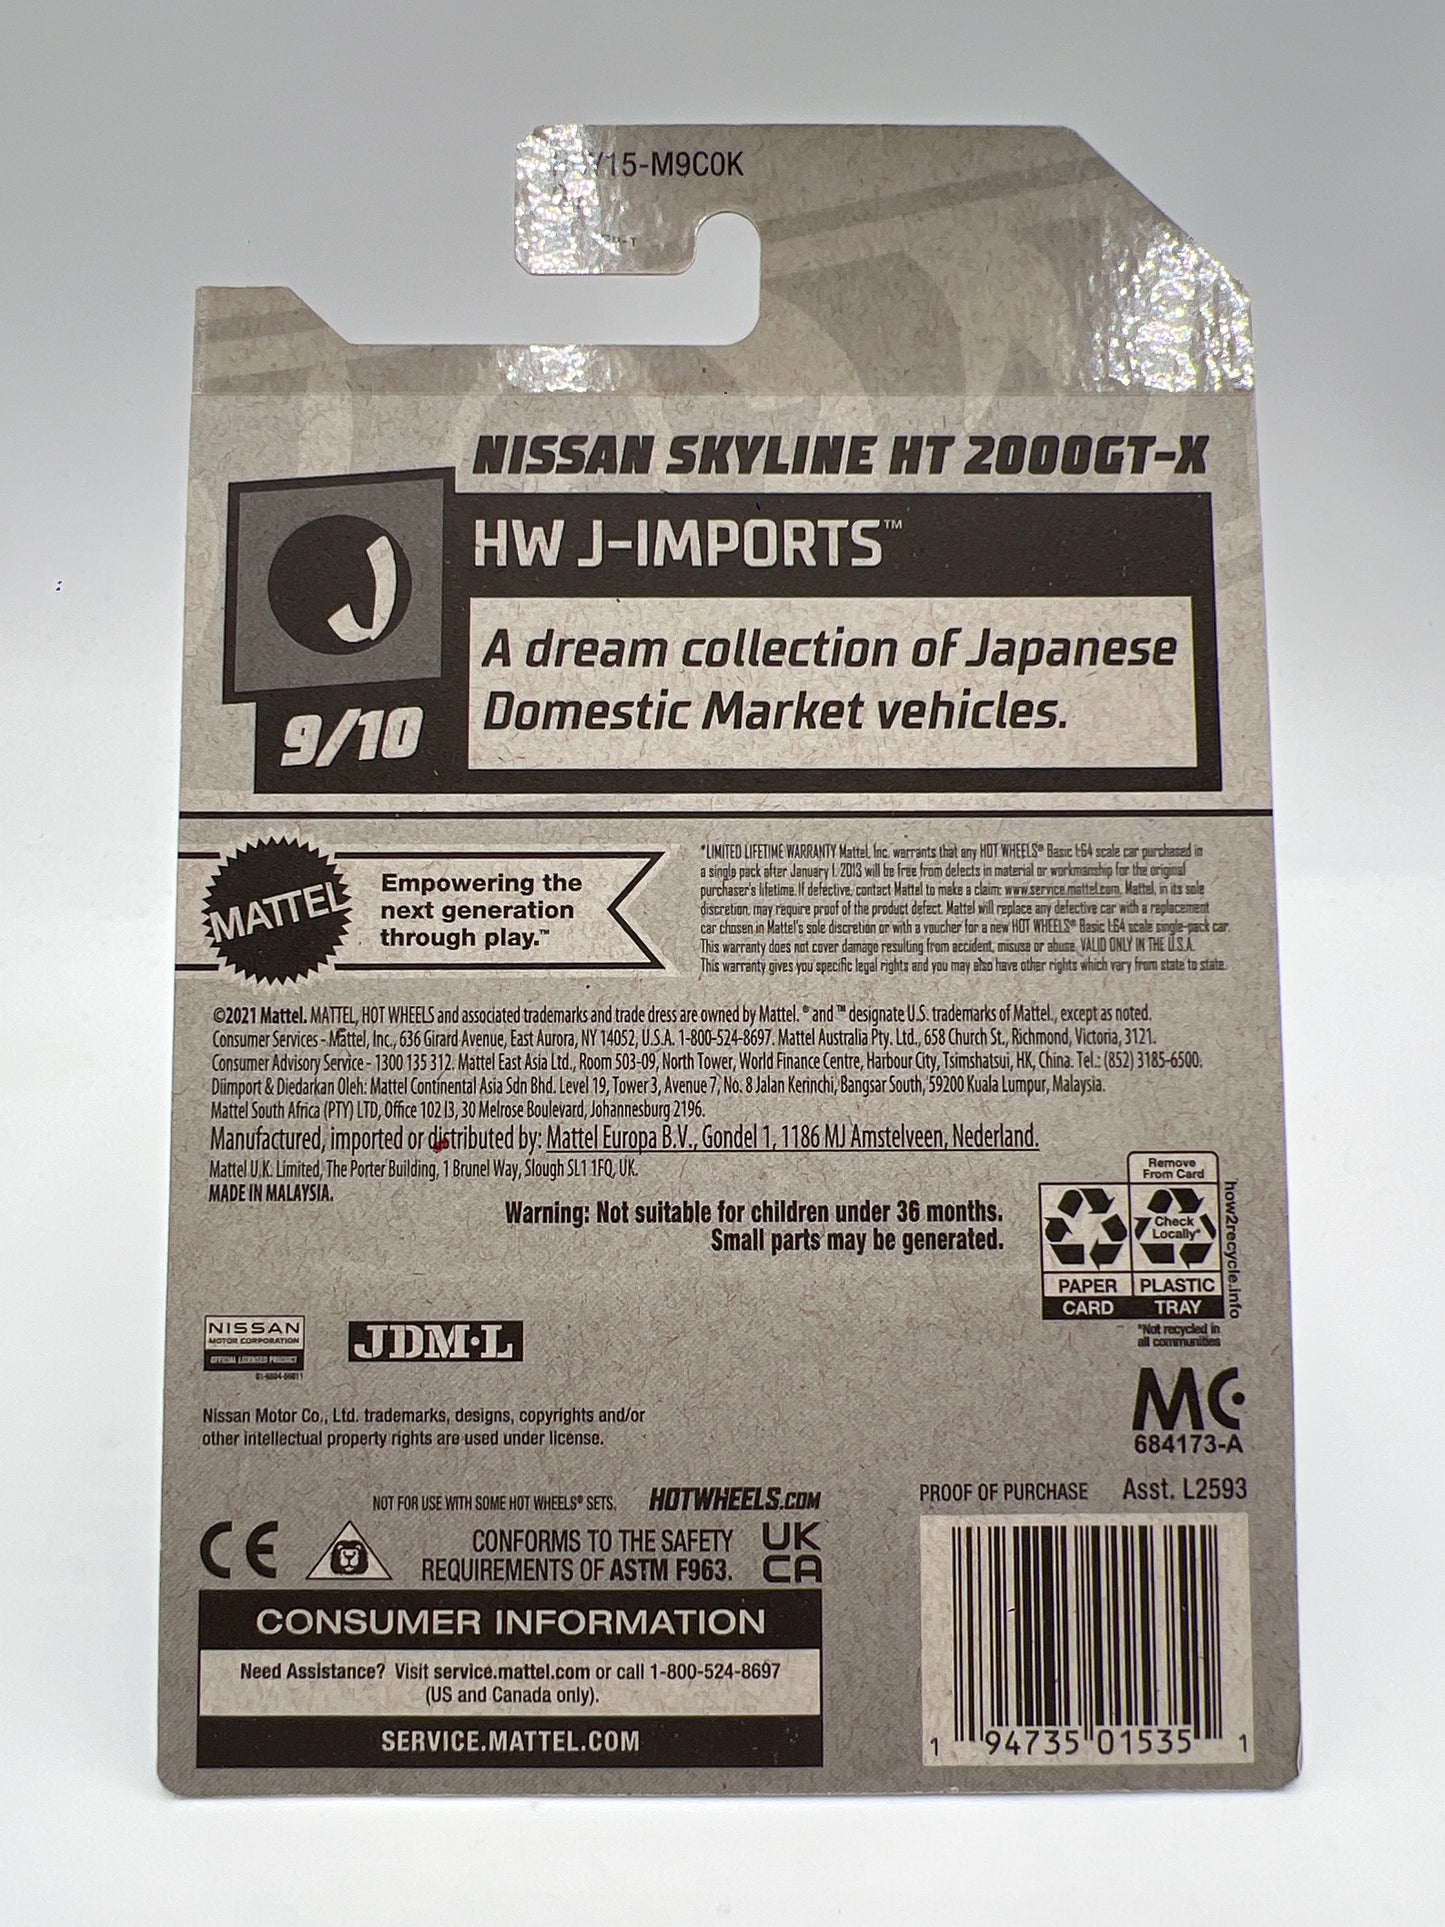 Y15-M9C0K
NISSAN SKYLINE HT 2000GT-X
J
HW J-IMPORTS™
A dream collection of Japanese
Domestic Market vehicles.
9/10
MATTEL
Empowering the
next generation
through play.™
*LIMITED LIFETIME WARRANTY Mattel, Inc. warrants that any HOT WHEELS® Basic 1:64 scale car purchased in
a single pack after January 1, 2013 will be free from defects in material or workmanship for the original
purchaser's lifetime. If defective, contact Mattel to make a claim: www.service.mattel.com. Mattel, in its sole
discretion, may require proof of the product defect. Mattel will replace any defective car with a replacement
car chosen in Mattel's sole discretion or with a voucher for a new HOT WHEELS® Basic 1:64 scale single-pack car.
This warranty does not cover damage resulting from accident, misuse or abuse. VALID ONLY IN THE U.S.A.
This warranty gives you specific legal rights and you may also have other rights which vary from state to state.
©2021 Mattel. MATTEL, HOT WHEELS and associated trademarks and trade dress are owned by Mattel. ® and ™ designate U.S. trademarks of Mattel., except as noted.
Consumer Services - Mattel, Inc., 636 Girard Avenue, East Aurora, NY 14052, U.S.A. 1-800-524-8697. Mattel Australia Pty. Ltd., 658 Church St., Richmond, Victoria, 3121.
Consumer Advisory Service - 1300 135 312. Mattel East Asia Ltd., Room 503-09, North Tower, World Finance Centre, Harbour City, Tsimshatsui, HK, China. Tel.: (852) 3185-6500.
Diimport & Diedarkan Oleh: Mattel Continental Asia Sdn Bhd. Level 19, Tower 3, Avenue 7, No. 8 Jalan Kerinchi, Bangsar South, 59200 Kuala Lumpur, Malaysia.
Mattel South Africa (PTY) LTD, Office 102 I3, 30 Melrose Boulevard, Johannesburg 2196.
Manufactured, imported or distributed by: Mattel Europa B.V., Gondel 1, 1186 MJ Amstelveen, Nederland.
Mattel U.K. Limited, The Porter Building, 1 Brunel Way, Slough SL1 1FQ, UK.
MADE IN MALAYSIA.
Warning: Not suitable for children under 36 months.
Small parts may be generated.
Remove
From Card
Check
Locally*
PAPER PLASTIC
CARD TRAY
how2recycle.info
*Not recycled in
all communities
NISSAN
MOTOR CORPORATION
OFFICIAL LICENSED PRODUCT
JDM·L
Nissan Motor Co., Ltd. trademarks, designs, copyrights and/or
other intellectual property rights are used under license.
MC
684173-A
NOT FOR USE WITH SOME HOT WHEELS® SETS.
HOTWHEELS.COM
PROOF OF PURCHASE
Asst. L2593
CE
CONFORMS TO THE SAFETY
REQUIREMENTS OF ASTM F963.
UK
CA
CONSUMER INFORMATION
Need Assistance? Visit service.mattel.com or call 1-800-524-8697
(US and Canada only).
SERVICE.MATTEL.COM
1 94735 01535 1